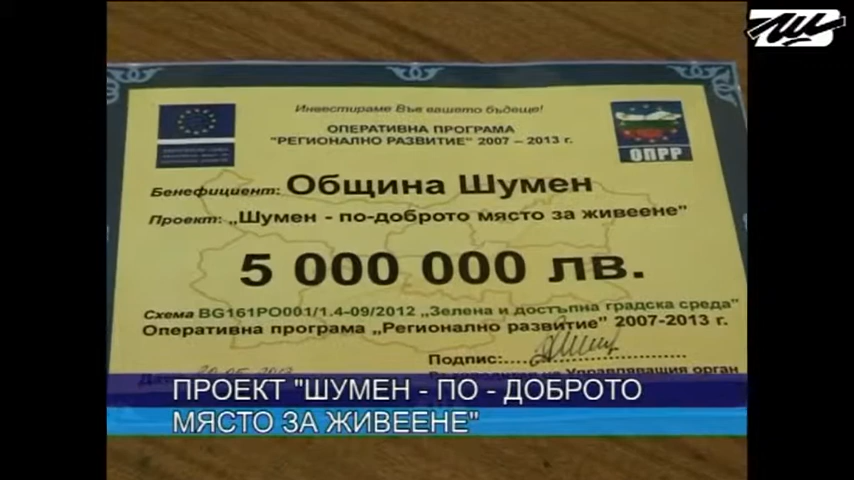 Инвестираме във вашето бъдеще!
ОПЕРАТИВНА ПРОГРАМА
"РЕГИОНАЛНО РАЗВИТИЕ" 2007 – 2013 г.
ОПРР
Бенефициент: Община Шумен
Проект: „Шумен - по-доброто място за живеене"
5 000 000 лв.
Схема BG161PO001/1.4-09/2012 „Зелена и достъпна градска среда"
Оперативна програма „Регионално развитие" 2007-2013 г.
Подпис:
Управляващия орган
ПРОЕКТ "ШУМЕН - ПО - ДОБРОТО
МЯСТО ЗА ЖИВЕЕНЕ"